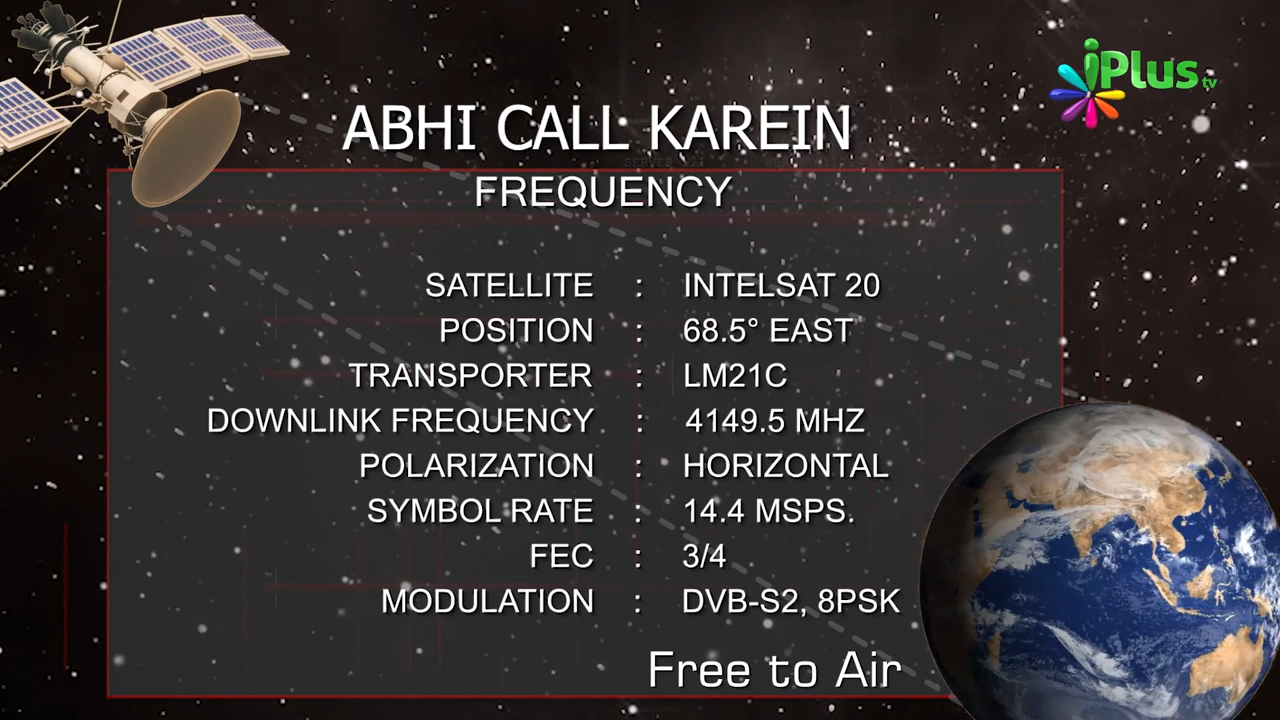 iPlus tv
ABHI CALL KAREIN
FREQUENCY
SATELLITE : INTELSAT 20
POSITION : 68.5° EAST
TRANSPORTER : LM21C
DOWNLINK FREQUENCY : 4149.5 MHZ
POLARIZATION : HORIZONTAL
SYMBOL RATE : 14.4 MSPS.
FEC : 3/4
MODULATION : DVB-S2, 8PSK
Free to Air